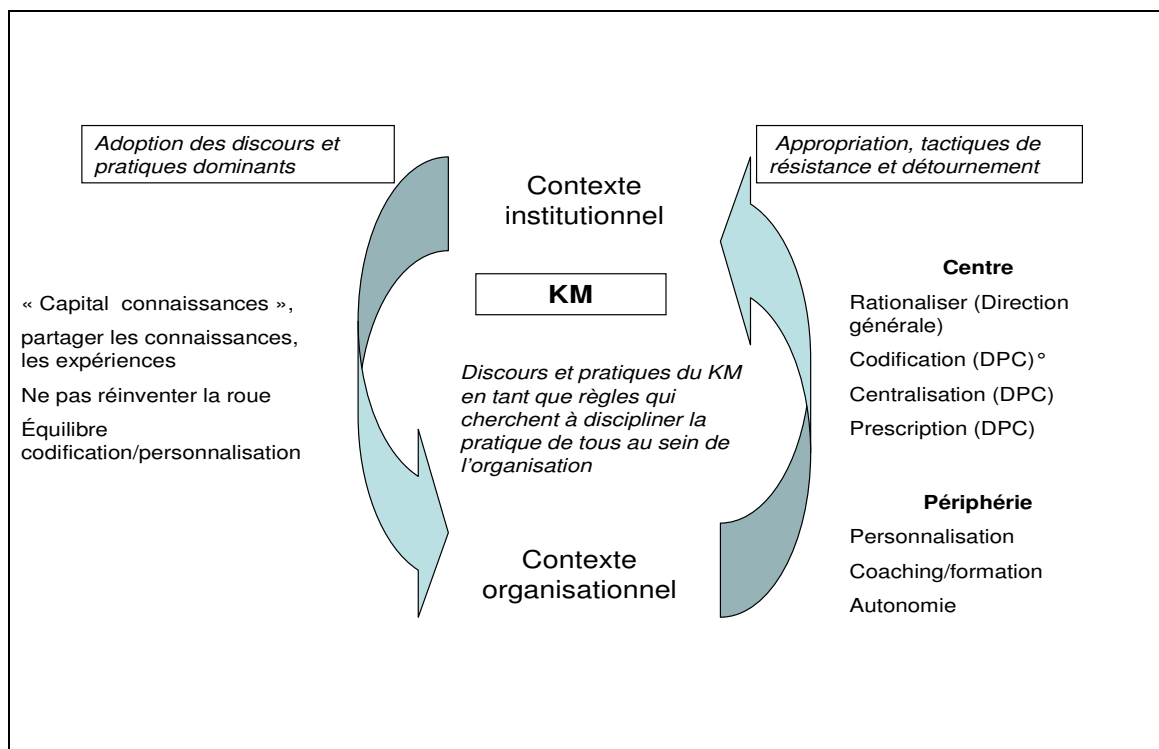 Adoption des discours et
pratiques dominants
Appropriation, tactiques de
résistance et détournement
Contexte
institutionnel
KM
« Capital connaissances »,
partager les connaissances,
les expériences
Ne pas réinventer la roue
Équilibre
codification/personnalisation
Discours et pratiques du KM
en tant que règles qui
cherchent à discipliner la
pratique de tous au sein de
l’organisation
Contexte
organisationnel
Centre
Rationaliser (Direction
générale)
Codification (DPC)°
Centralisation (DPC)
Prescription (DPC)
Périphérie
Personnalisation
Coaching/formation
Autonomie